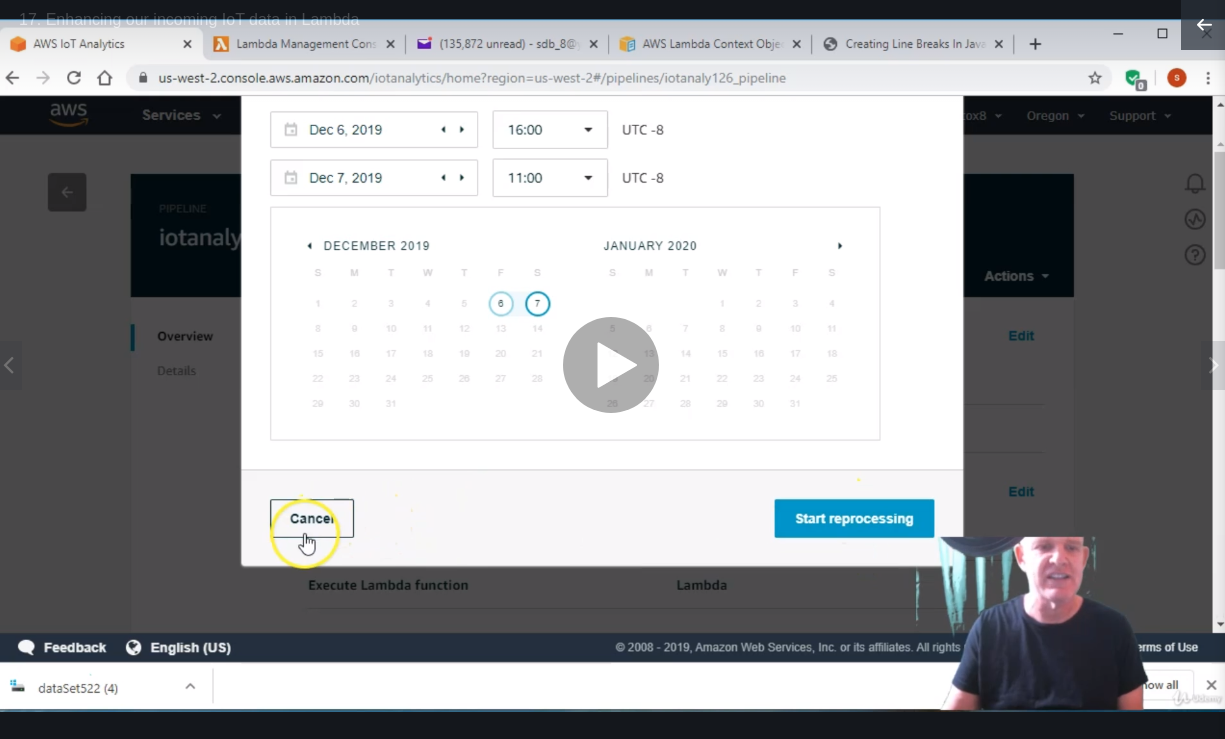 17. Enhancing our incoming IoT data in Lambda
AWS IoT Analytics
Lambda Management Cons
(135,872 unread) - sdb_8@
AWS Lambda Context Obje
Creating Line Breaks In Java
us-west-2.console.aws.amazon.com/iotanalytics/home?region=us-west-2#/pipelines/iotanaly126_pipeline
0
s
aws
Services
ox8
Oregon
Support
Dec 6, 2019
16:00
UTC -8
Dec 7, 2019
11:00
UTC -8
PIPELINE
iotanaly
Actions
DECEMBER 2019
JANUARY 2020
S M T W T F S
S M T W T F S
1 2 3 4 5 6 7
1 2 3 4
8 9 10 11 12 13 14
5 6 7 8 9 10 11
15 16 17 18 19 20 21
13 14 15 16 17 18
22 23 24 25 26 27 28
20 21 22 23 24 25
29 30 31
26 27 28 29 30 31
Overview
Edit
Details
Edit
Cancel
Start reprocessing
Execute Lambda function
Lambda
Feedback
English (US)
© 2008 - 2019, Amazon Web Services, Inc. or its affiliates. All rights
erms of Use
dataSet522 (4)
ow all
Udemy